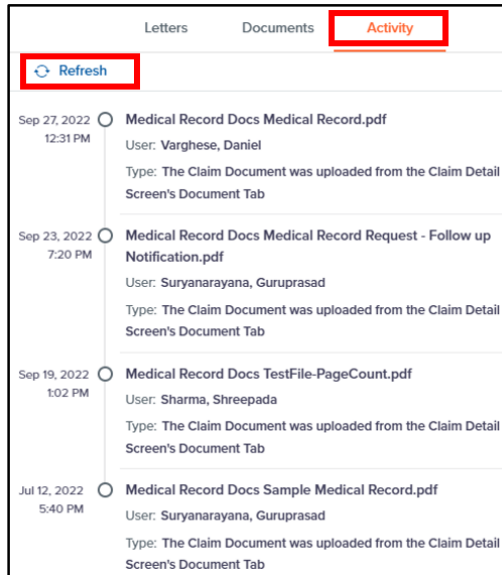 Letters Documents Activity
Refresh
Sep 27, 2022 Medical Record Docs Medical Record.pdf
12:31 PM User: Varghese, Daniel
Type: The Claim Document was uploaded from the Claim Detail
Screen's Document Tab
Sep 23, 2022 Medical Record Docs Medical Record Request - Follow up
7:20 PM Notification.pdf
User: Suryanarayana, Guruprasad
Type: The Claim Document was uploaded from the Claim Detail
Screen's Document Tab
Sep 19, 2022 Medical Record Docs TestFile-PageCount.pdf
1:02 PM User: Sharma, Shreepada
Type: The Claim Document was uploaded from the Claim Detail
Screen's Document Tab
Jul 12, 2022 Medical Record Docs Sample Medical Record.pdf
5:40 PM User: Suryanarayana, Guruprasad
Type: The Claim Document was uploaded from the Claim Detail
Screen's Document Tab